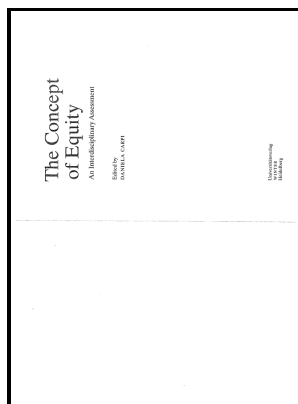 The Concept
of Equity
An Interdisciplinary Assessment
Edited by
DANIELA CARPI
Universitätsverlag
WINTER
Heidelberg